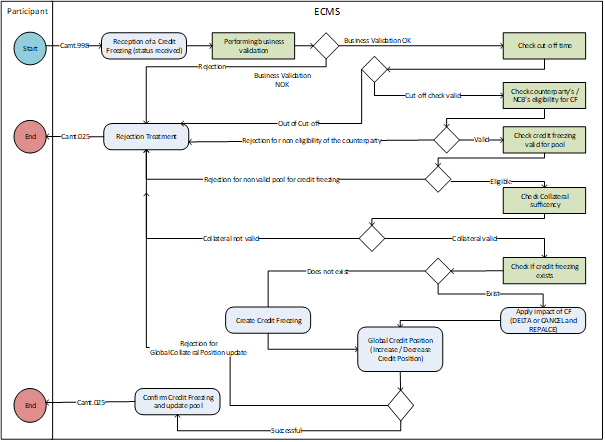 Participant
ECMS
Start
Camt.998
Reception of a Credit
Freezing (status received)
Performing business
validation
Business Validation OK
Check cut off time
Rejection
Business Validation
NOK
Cut off check valid
Check counterparty's /
NCB's eligibility for CF
Out of Cut off
End
Camt.025
Rejection Treatment
Rejection for non eligibility of the counterparty
Valid
Check credit freezing
valid for pool
Rejection for non valid pool for credit freezing
Eligible
Check Collateral
sufficency
Collateral not valid
Collateral valid
Does not exist
Check if credit freezing
exists
Exist
Create Credit Freezing
Apply impact of CF
(DELTA or CANCEL and
REPALCE)
Rejection for
Global Collateral Position update
Global Credit Position
(Increase / Decrease
Credit Position)
End
Camt.025
Confirm Credit Freezing
and update pool
Successful